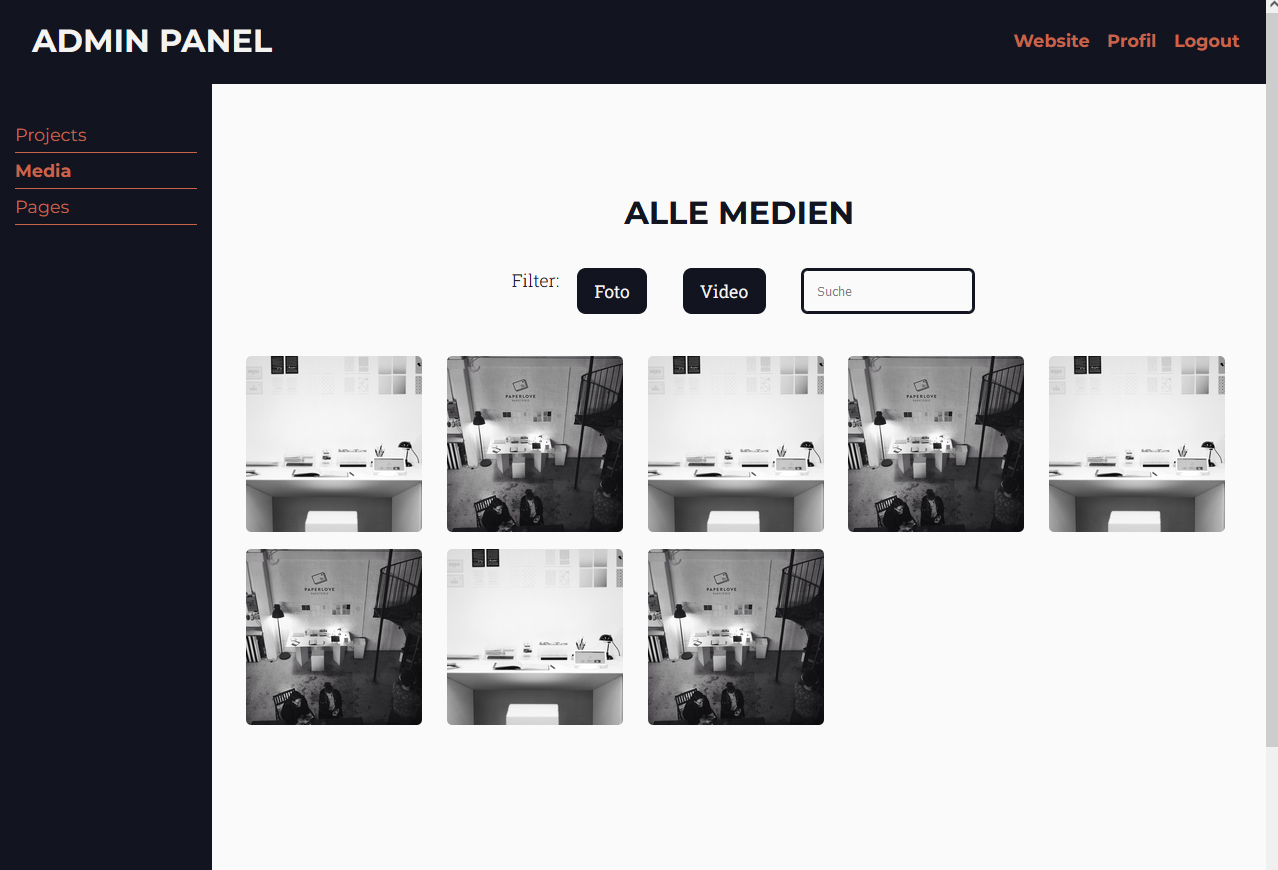 ADMIN PANEL
Website Profil Logout
Projects
Media
Pages
ALLE MEDIEN
Filter: Foto Video Suche
PAPERLOVE
PAPERLOVE
PAPERLOVE
PAPERLOVE